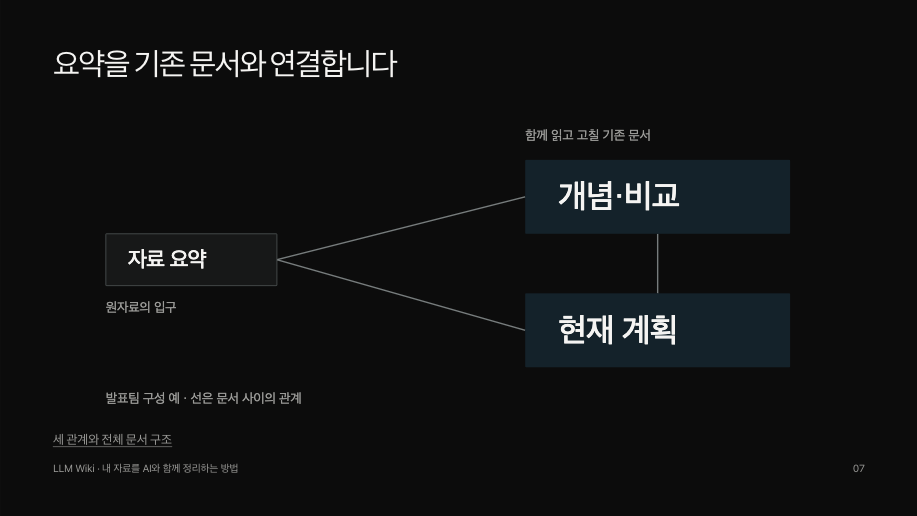 요약을 기존 문서와 연결합니다
함께 읽고 고칠 기존 문서
개념·비교
자료 요약
원자료의 입구
현재 계획
발표팀 구성 예 · 선은 문서 사이의 관계
세 관계와 전체 문서 구조
LLM Wiki · 내 자료를 AI와 함께 정리하는 방법
07